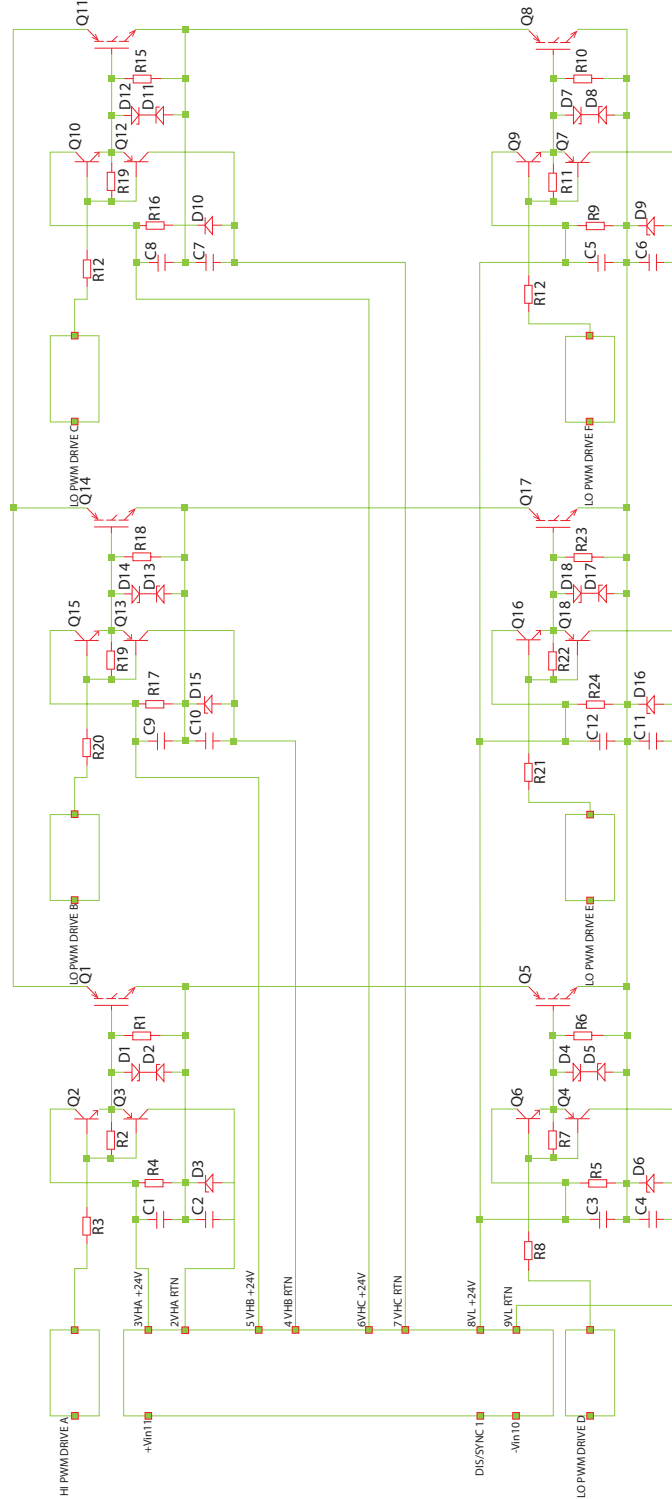 HI PWM DRIVE A
+Vin11
DIS/SYNC 1
-Vin10
LO PWM DRIVE D
3VHA +24V
2VHA RTN
5 VHB +24V
4 VHB RTN
6VHC +24V
7 VHC RTN
8VL +24V
9VL RTN
R3
Q2
Q3
R2
R4
C1
C2
D3
D1
D2
R1
Q1
R8
Q6
Q4
R7
R5
C3
C4
D6
D4
D5
R6
Q5
LO PWM DRIVE B
R20
Q15
Q13
R19
R17
C9
C10
D15
D14
D13
R18
Q14
LO PWM DRIVE E
R21
Q16
Q18
R22
R24
C12
C11
D16
D18
D17
R23
Q17
LO PWM DRIVE C
R12
Q10
Q12
R19
R16
C8
C7
D10
D12
D11
R15
Q11
LO PWM DRIVE F
R12
Q9
Q7
R11
R9
C5
C6
D9
D7
D8
R10
Q8